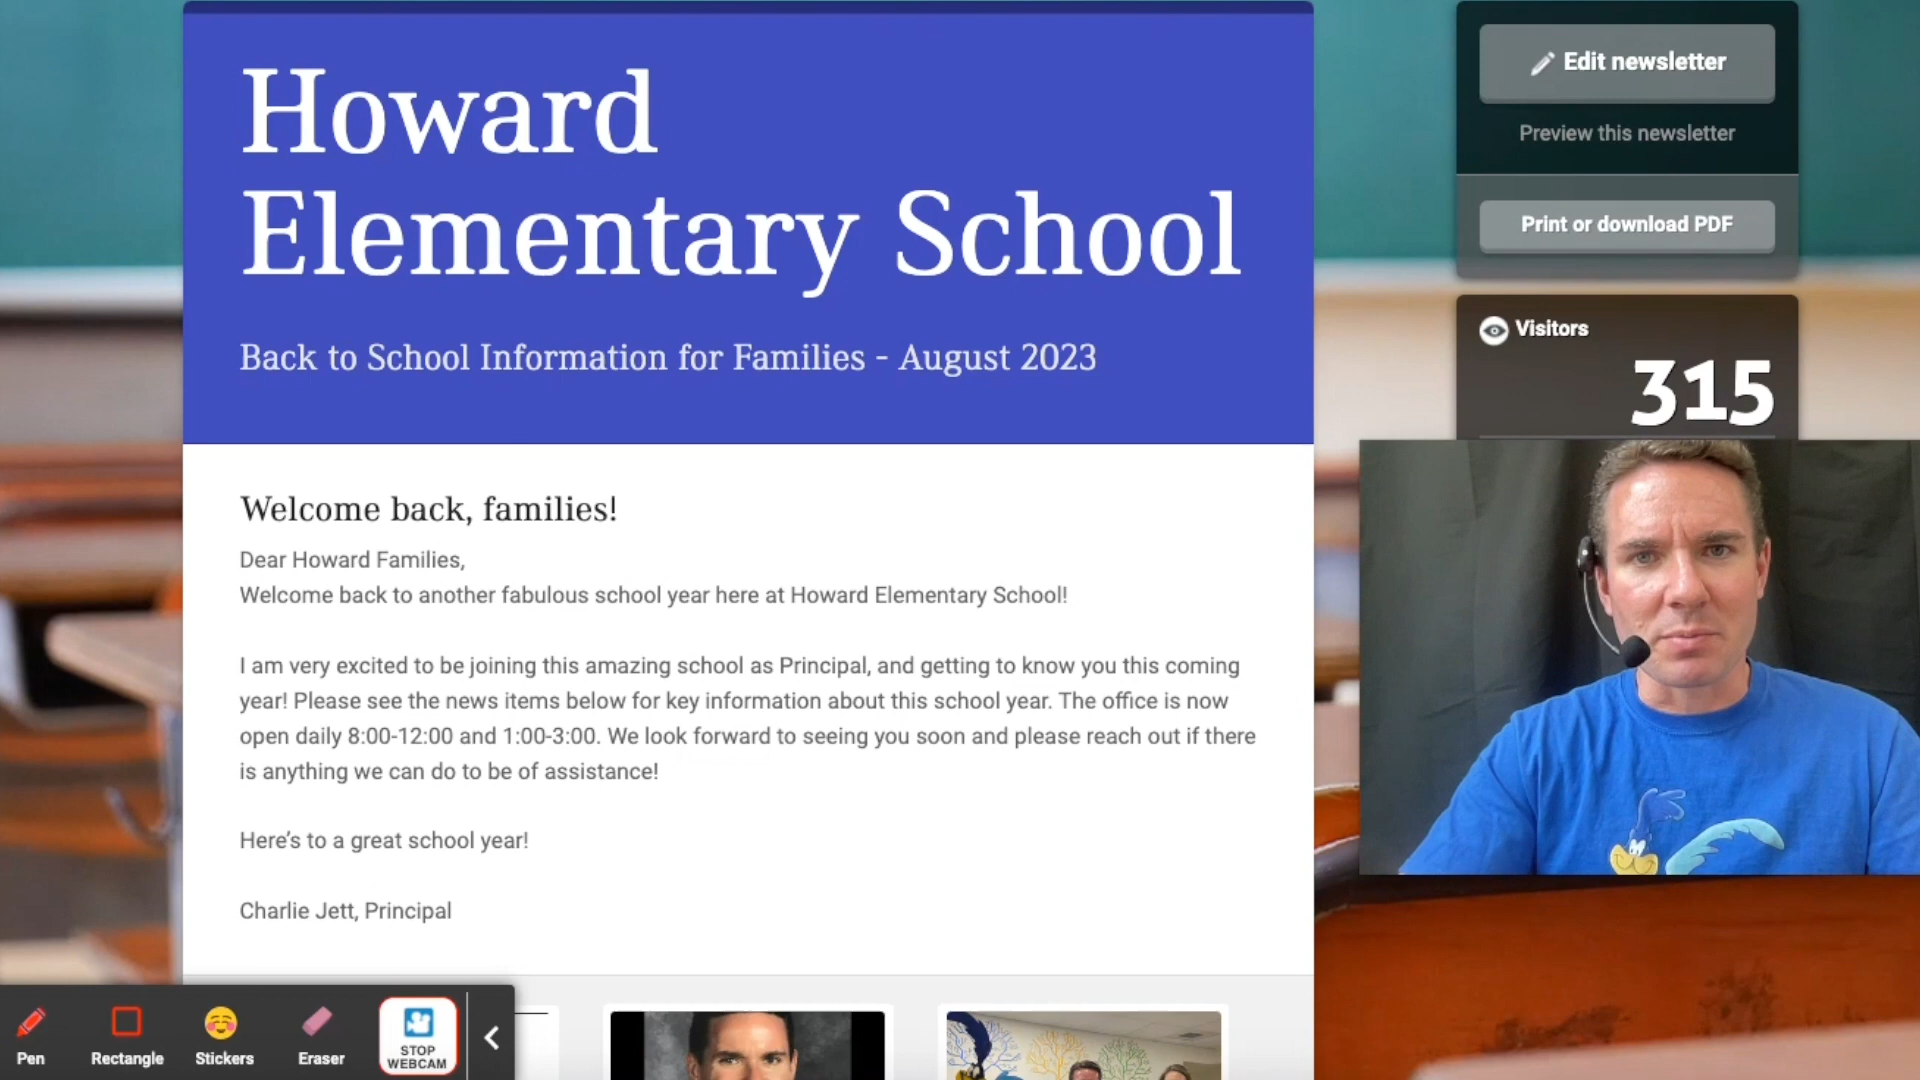 Howard
Elementary School
Back to School Information for Families - August 2023
Welcome back, families!
Dear Howard Families,
Welcome back to another fabulous school year here at Howard Elementary School!
I am very excited to be joining this amazing school as Principal, and getting to know you this coming
year! Please see the news items below for key information about this school year. The office is now
open daily 8:00-12:00 and 1:00-3:00. We look forward to seeing you soon and please reach out if there
is anything we can do to be of assistance!
Here’s to a great school year!
Charlie Jett, Principal
Edit newsletter
Preview this newsletter
Print or download PDF
Visitors
315
Pen
Rectangle
Stickers
Eraser
STOP
WEBCAM